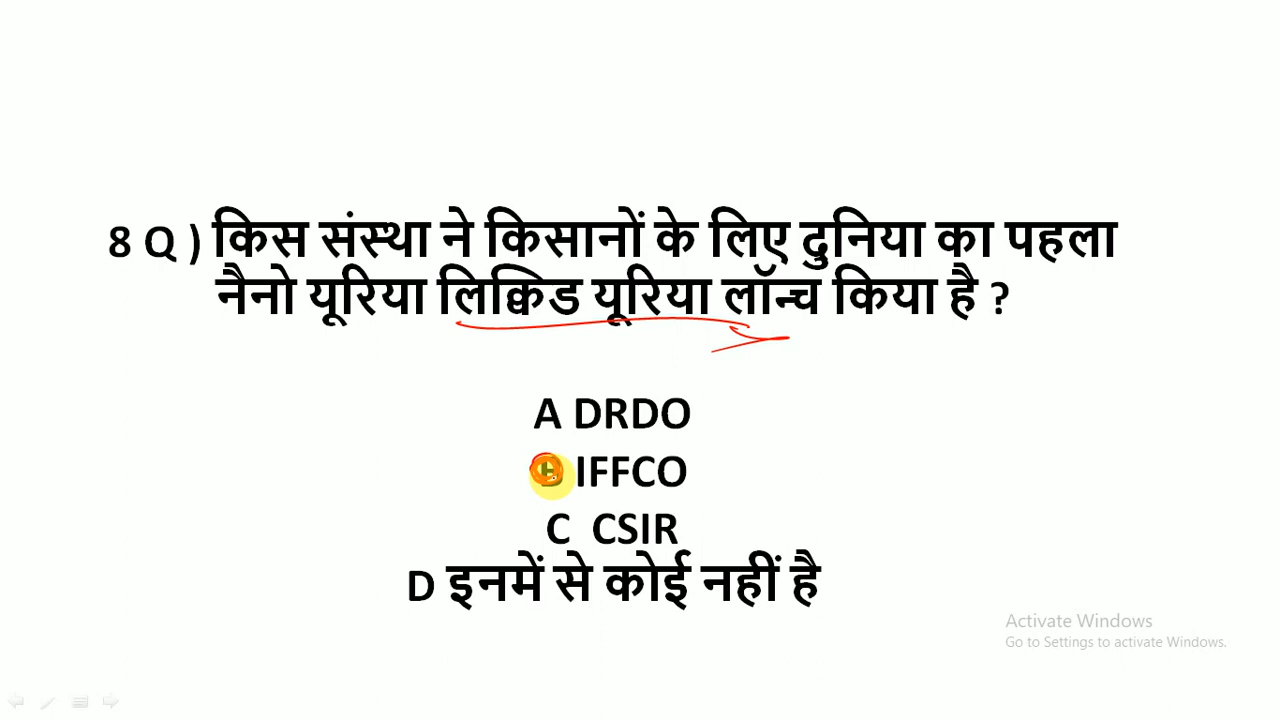 8 Q ) किस संस्था ने किसानों के लिए दुनिया का पहला
नैनो यूरिया लिक्विड यूरिया लॉन्च किया है ?
A DRDO
IFFCO
C CSIR
D इनमें से कोई नहीं है
Activate Windows
Go to Settings to activate Windows.